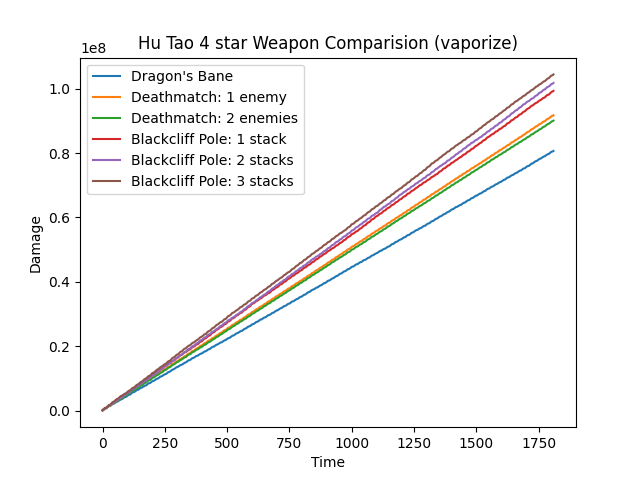 Hu Tao 4 star Weapon Comparision (vaporize)
1e8
Dragon's Bane
Deathmatch: 1 enemy
Deathmatch: 2 enemies
Blackcliff Pole: 1 stack
Blackcliff Pole: 2 stacks
Blackcliff Pole: 3 stacks
1.0
0.8
0.6
0.4
0.2
0.0
Damage
0 250 500 750 1000 1250 1500 1750
Time